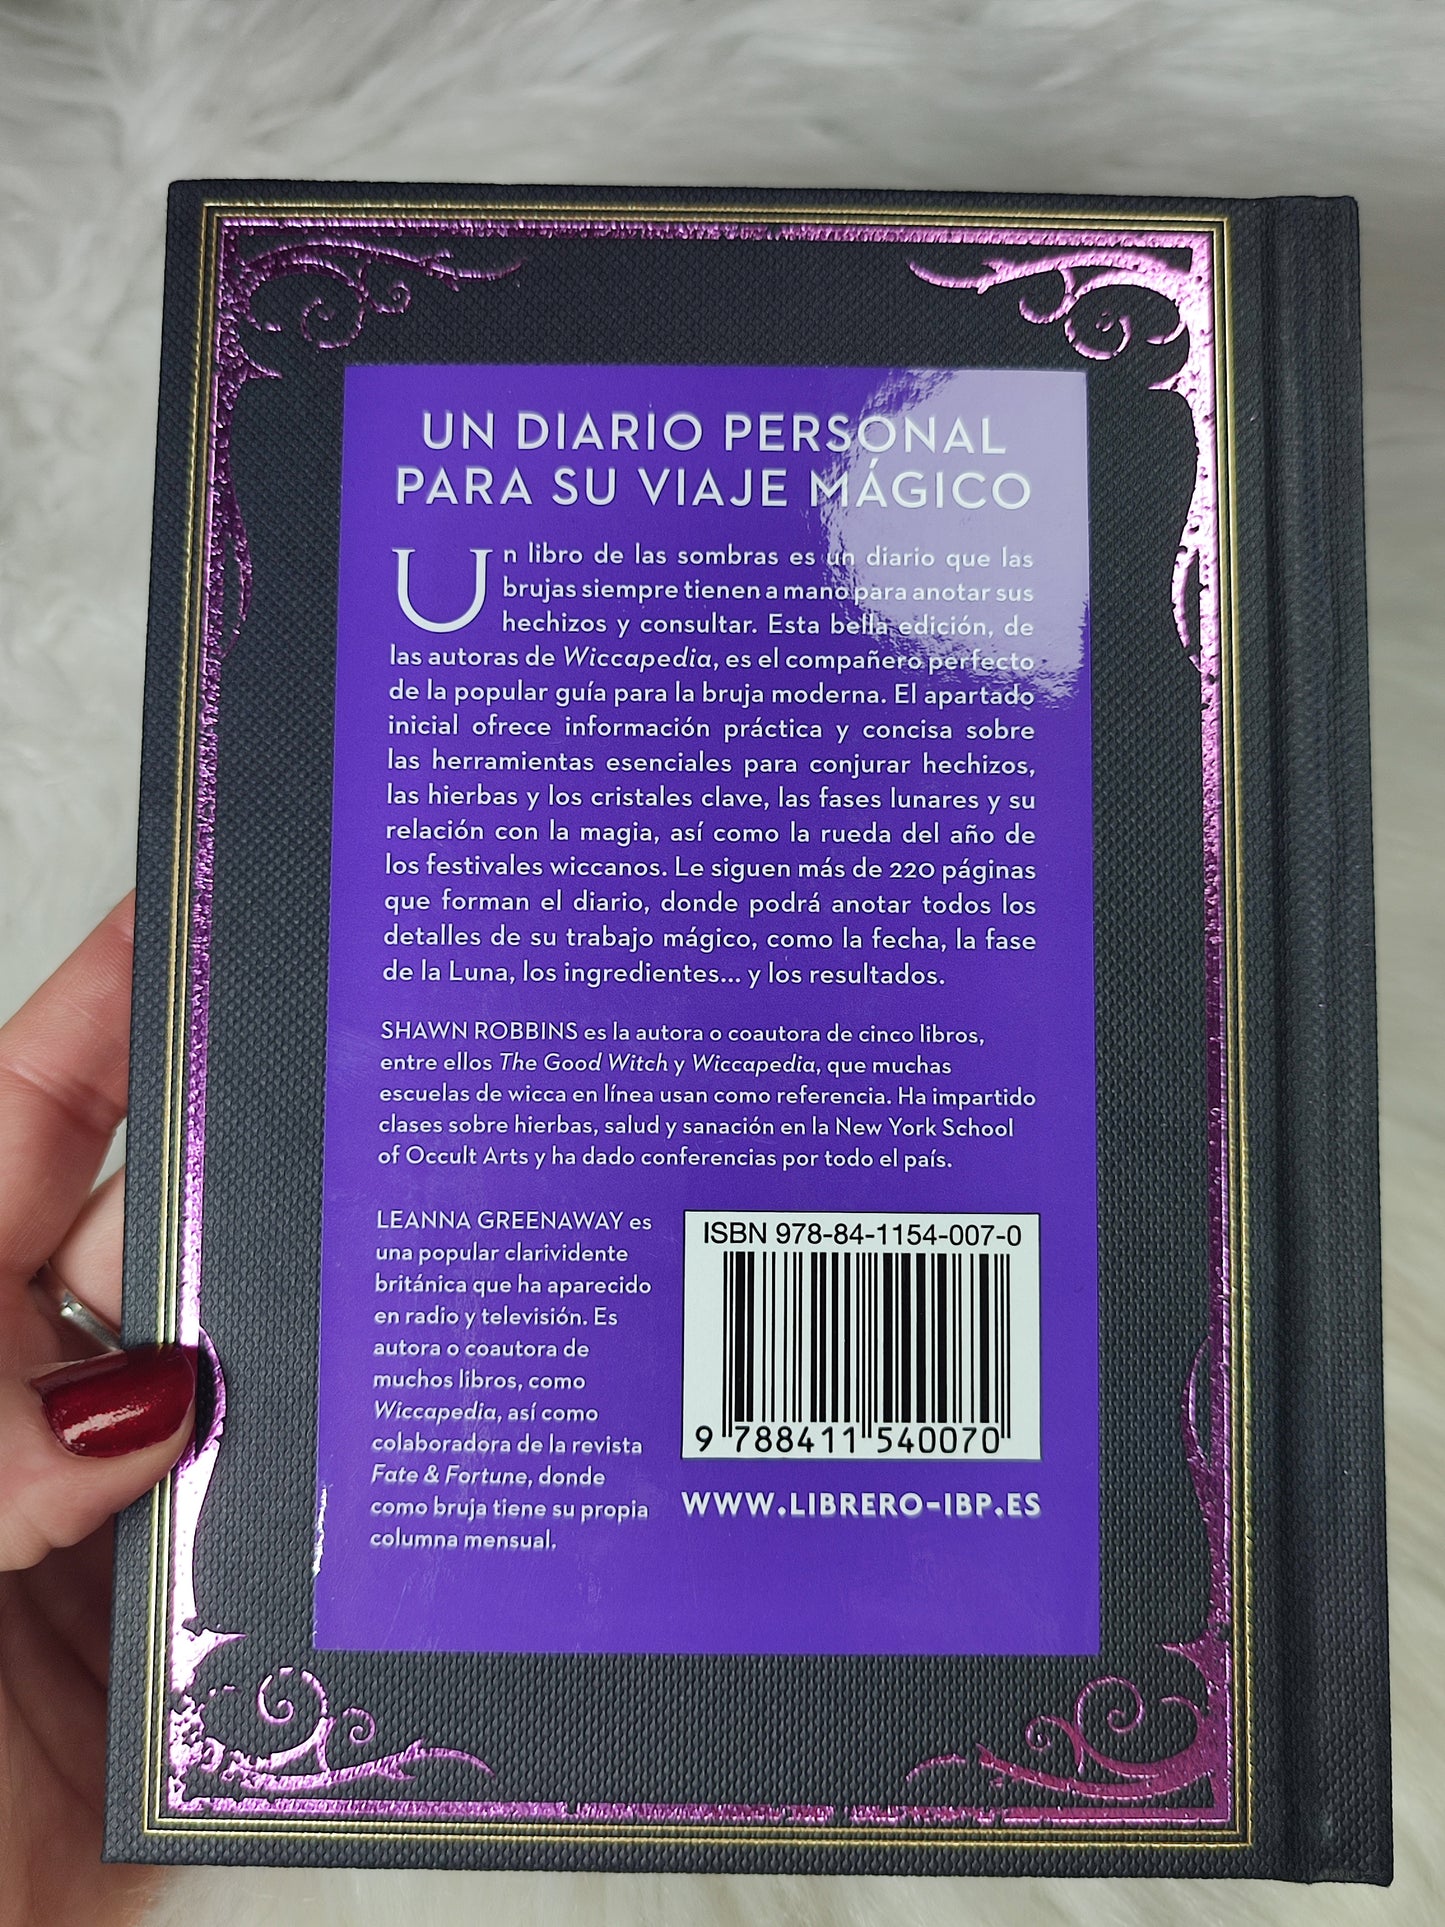 UN DIARIO PERSONAL
PARA SU VIAJE MÁGICO
Un libro de las sombras es un diario que las
brujas siempre tienen a mano para anotar sus
hechizos y consultar. Esta bella edición, de
las autoras de Wiccapedia, es el compañero perfecto
de la popular guía para la bruja moderna. El apartado
inicial ofrece información práctica y concisa sobre
las herramientas esenciales para conjurar hechizos,
las hierbas y los cristales clave, las fases lunares y su
relación con la magia, así como la rueda del año de
los festivales wiccanos. Le siguen más de 220 páginas
que forman el diario, donde podrá anotar todos los
detalles de su trabajo mágico, como la fecha, la fase
de la Luna, los ingredientes... y los resultados.
SHAWN ROBBINS es la autora o coautora de cinco libros,
entre ellos The Good Witch y Wiccapedia, que muchas
escuelas de wicca en línea usan como referencia. Ha impartido
clases sobre hierbas, salud y sanación en la New York School
of Occult Arts y ha dado conferencias por todo el país.
LEANNA GREENAWAY es
una popular clarividente
británica que ha aparecido
en radio y televisión. Es
autora o coautora de
muchos libros, como
Wiccapedia, así como
colaboradora de la revista
Fate & Fortune, donde
como bruja tiene su propia
columna mensual.
ISBN 978-84-1154-007-0
9 788411 540070
WWW.LIBRERO-IBP.ES